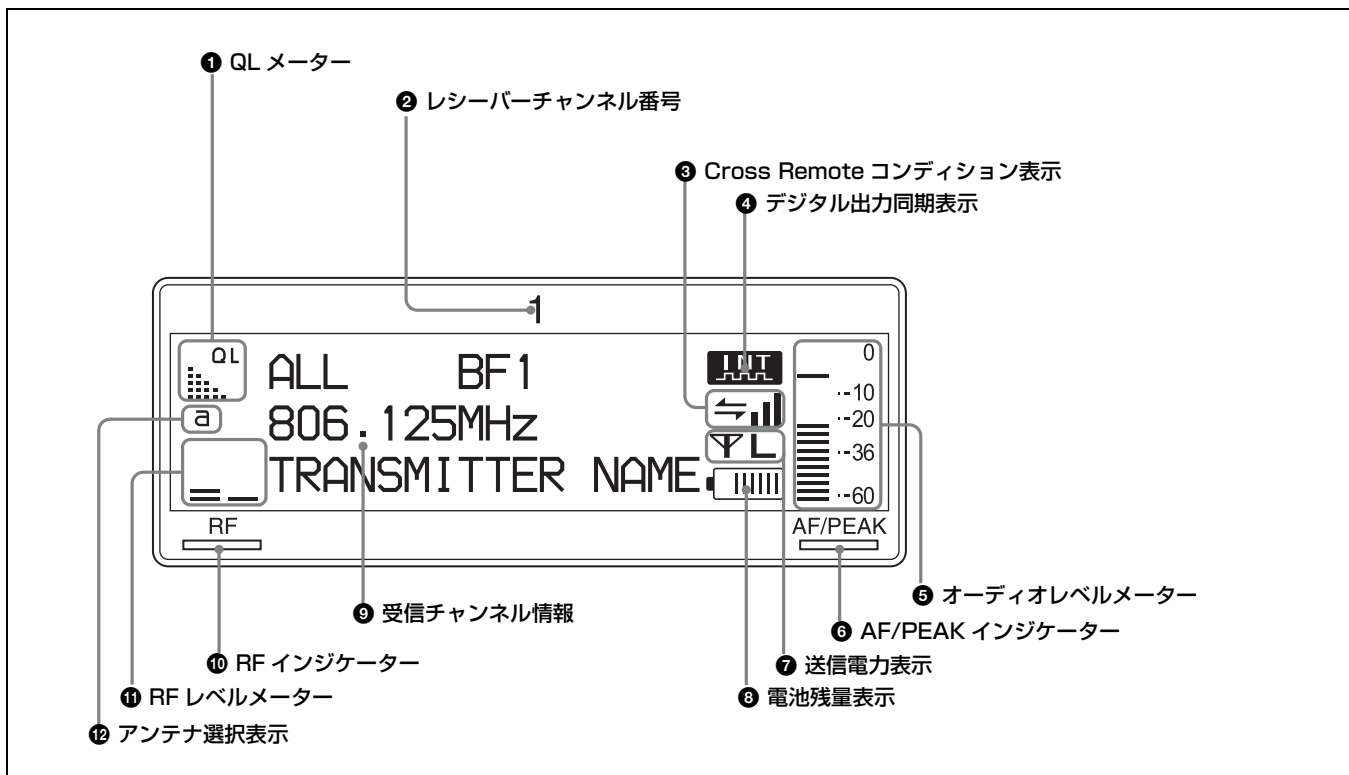 ❶ QL メーター
❷ レシーバーチャンネル番号
❸ Cross Remote コンディション表示
❹ デジタル出力同期表示
1
QL
ALL BF1
INT
0
-10
a
806.125MHz
-20
L
-36
TRANSMITTER NAME
-60
RF
AF/PEAK
❺ オーディオレベルメーター
❾ 受信チャンネル情報
❻ AF/PEAK インジケーター
❿ RF インジケーター
❼ 送信電力表示
⓫ RF レベルメーター
❽ 電池残量表示
⓬ アンテナ選択表示